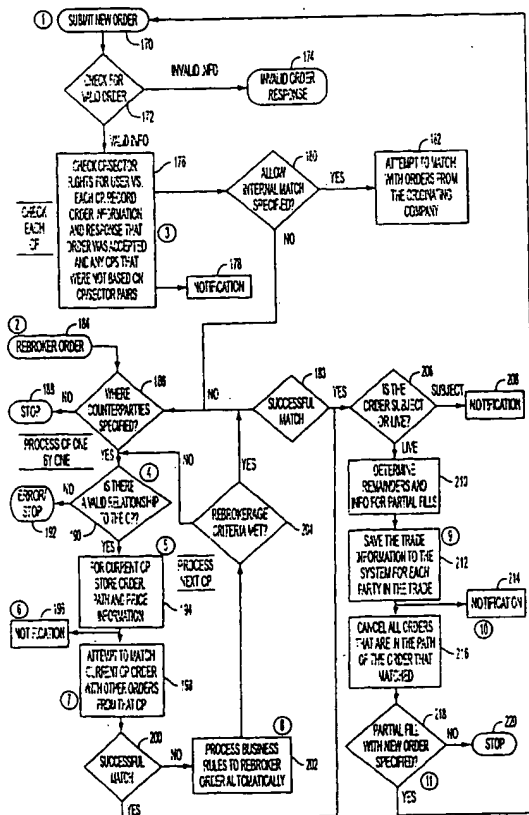 1
SUBMIT NEW ORDER
170
CHECK FOR
VALID ORDER
172
INVALID INFO
174
INVALID ORDER
RESPONSE
VALID INFO
176
CHECK CP/SECTOR
RIGHTS FOR USER VS.
EACH CP. RECORD
ORDER INFORMATION
AND RESPONSE THAT
ORDER WAS ACCEPTED
AND ANY CPS THAT
WERE NOT BASED ON
CP/SECTOR PAIRS
3
CHECK
EACH
CP
180
ALLOW
INTERNAL MATCH
SPECIFIED?
YES
NO
182
ATTEMPT TO MATCH
WITH ORDERS FROM
THE ORIGINATING
COMPANY
178
NOTIFICATION
2
184
REBROKER ORDER
186
WHERE
COUNTERPARTIES
SPECIFIED?
NO
188
STOP
NO
183
SUCCESSFUL
MATCH
YES
206
IS THE
ORDER SUBJECT
OR LIVE?
SUBJECT
208
NOTIFICATION
PROCESS CP ONE
BY ONE
YES
NO
YES
LIVE
4
IS THERE
A VALID RELATIONSHIP
TO THE CP?
190
NO
ERROR/
STOP
192
YES
REBROKERAGE
CRITERIA MET?
204
PROCESS
NEXT CP
DETERMINE
REMAINDERS AND
INFO FOR PARTIAL FILLS
210
5
FOR CURRENT CP
STORE ORDER,
PATH AND PRICE
INFORMATION
194
9
SAVE THE TRADE
INFORMATION TO THE
SYSTEM FOR EACH
PARTY IN THE TRADE
212
214
NOTIFICATION
10
6
196
NOTIFICATION
CANCEL ALL ORDERS
THAT ARE IN THE PATH
OF THE ORDER THAT
MATCHED
216
7
ATTEMPT TO MATCH
CURRENT CP ORDER
WITH OTHER ORDERS
FROM THAT CP
198
200
SUCCESSFUL
MATCH
NO
YES
8
PROCESS BUSINESS
RULES TO REBROKER
ORDER AUTOMATICALLY
202
218
PARTIAL FILE
WITH NEW ORDER
SPECIFIED?
11
NO
220
STOP
YES